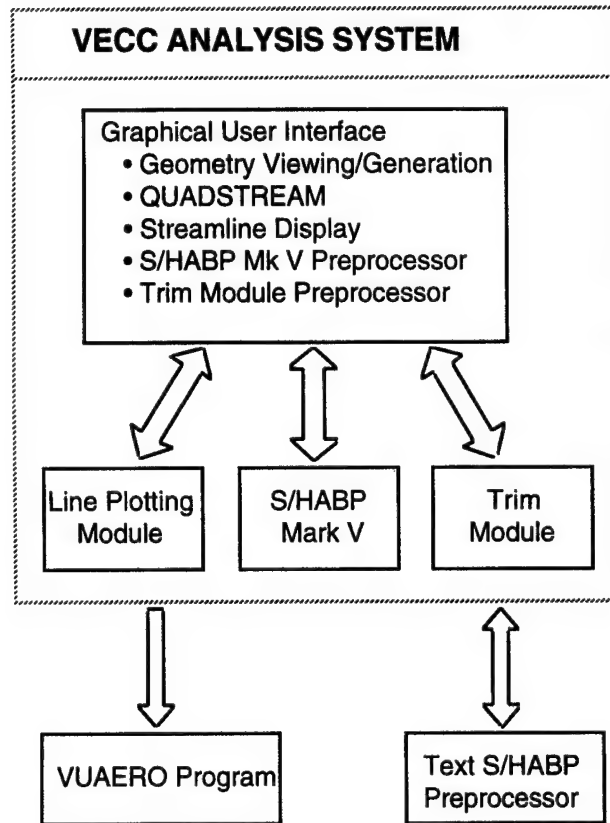 VECC ANALYSIS SYSTEM
Graphical User Interface
• Geometry Viewing/Generation
• QUADSTREAM
• Streamline Display
• S/HABP Mk V Preprocessor
• Trim Module Preprocessor
Line Plotting
Module
S/HABP
Mark V
Trim
Module
VUAERO Program
Text S/HABP
Preprocessor